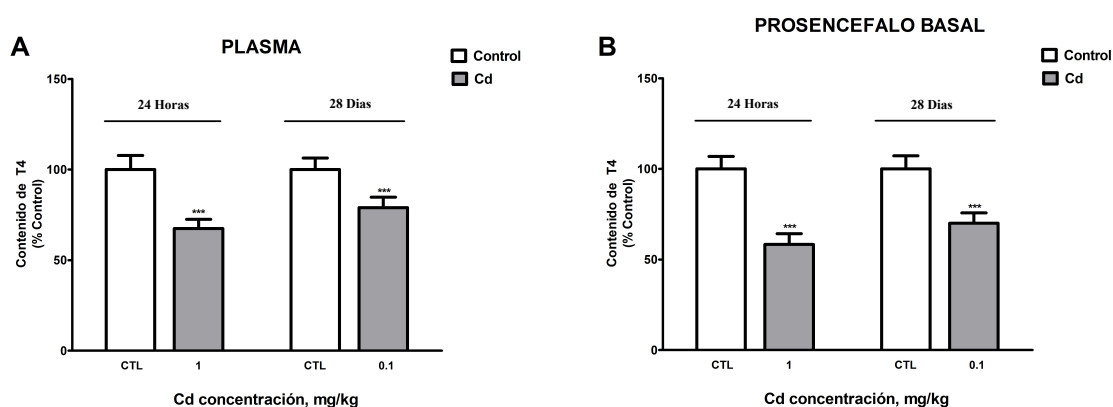 A
PLASMA
Control
Cd
150
100
50
0
Contenido de T4
(% Control)
24 Horas
28 Dias
***
***
CTL
1
CTL
0.1
Cd concentración, mg/kg
B
PROSENCEFALO BASAL
Control
Cd
150
100
50
0
Contenido de T4
(% Control)
24 Horas
28 Dias
***
***
CTL
1
CTL
0.1
Cd concentración, mg/kg